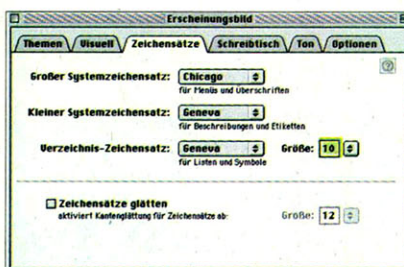 Erscheinungsbild
Themen Visuell Zeichensätze Schreibtisch Ton Optionen
Großer Systemzeichensatz: Chicago
für Menüs und Überschriften
Kleiner Systemzeichensatz: Geneva
für Beschreibungen und Etiketten
Verzeichnis-Zeichensatz: Geneva Größe: 10
für Listen und Symbole
Zeichensätze glätten
aktiviert Kantenglättung für Zeichensätze ab: Größe: 12